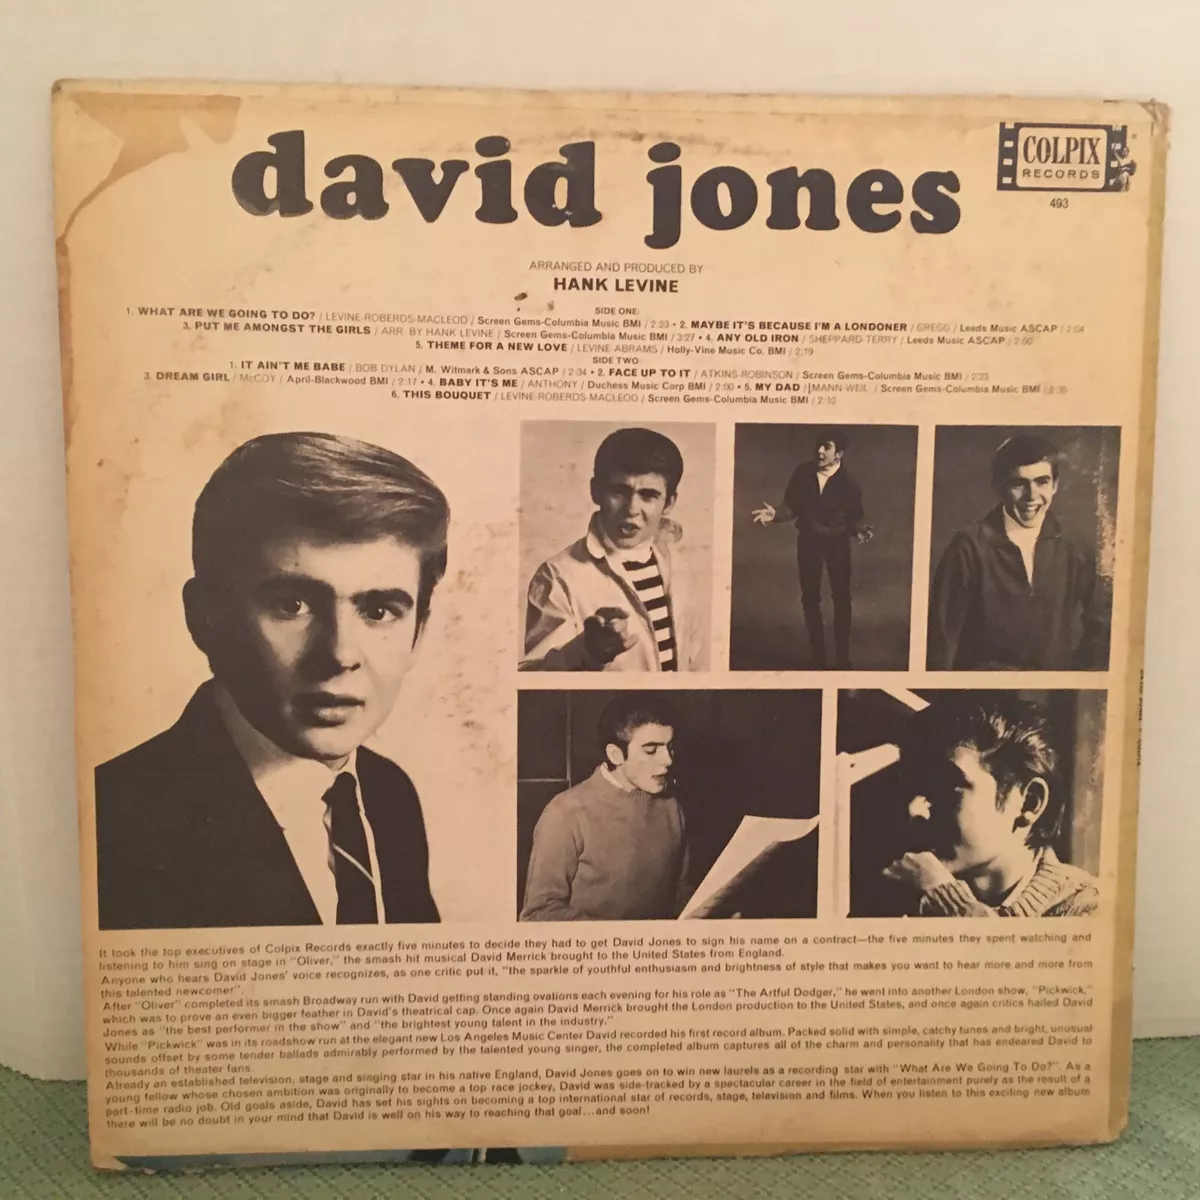 david jones
COLPIX
RECORDS
493
ARRANGED AND PRODUCED BY
HANK LEVINE
SIDE ONE:
1. WHAT ARE WE GOING TO DO? / LEVINE-ROBERDS-MACLEOD / Screen Gems-Columbia Music BMI / 2:23 • 2. MAYBE IT'S BECAUSE I'M A LONDONER / GREGG / Leeds Music ASCAP / 2:04
3. PUT ME AMONGST THE GIRLS / ARR. BY HANK LEVINE / Screen Gems-Columbia Music BMI / 3:27 • 4. ANY OLD IRON / SHEPPARD-TERRY / Leeds Music ASCAP / 2:00
5. THEME FOR A NEW LOVE / LEVINE-ABRAMS / Holly-Vine Music Co. BMI / 2:19
SIDE TWO:
1. IT AIN'T ME BABE / BOB DYLAN / M. Witmark & Sons ASCAP / 2:34 • 2. FACE UP TO IT / ATKINS-ROBINSON / Screen Gems-Columbia Music BMI / 2:23
3. DREAM GIRL / McCOY / April-Blackwood BMI / 2:17 • 4. BABY IT'S ME / ANTHONY / Duchess Music Corp BMI / 2:00 • 5. MY DAD / MANN-WEIL / Screen Gems-Columbia Music BMI / 2:35
6. THIS BOUQUET / LEVINE-ROBERDS-MACLEOD / Screen Gems-Columbia Music BMI / 2:10
It took the top executives of Colpix Records exactly five minutes to decide they had to get David Jones to sign his name on a contract—the five minutes they spent watching and
listening to him sing on stage in "Oliver," the smash hit musical David Merrick brought to the United States from England.
Anyone who hears David Jones' voice recognizes, as one critic put it, "the sparkle of youthful enthusiasm and brightness of style that makes you want to hear more and more from
this talented newcomer".
After "Oliver" completed its smash Broadway run with David getting standing ovations each evening for his role as "The Artful Dodger," he went into another London show, "Pickwick,"
which was to prove an even bigger feather in David's theatrical cap. Once again David Merrick brought the London production to the United States, and once again critics hailed David
Jones as "the best performer in the show" and "the brightest young talent in the industry."
While "Pickwick" was in its roadshow run at the elegant new Los Angeles Music Center David recorded his first record album. Packed solid with simple, catchy tunes and bright, unusual
sounds offset by some tender ballads admirably performed by the talented young singer, the completed album captures all of the charm and personality that has endeared David to
thousands of theater fans.
Already an established television, stage and singing star in his native England, David Jones goes on to win new laurels as a recording star with "What Are We Going To Do?". As a
young fellow whose chosen ambition was originally to become a top race jockey, David was side-tracked by a spectacular career in the field of entertainment purely as the result of a
part-time radio job. Old goals aside, David has set his sights on becoming a top international star of records, stage, television and films. When you listen to this exciting new album
there will be no doubt in your mind that David is well on his way to reaching that goal...and soon!